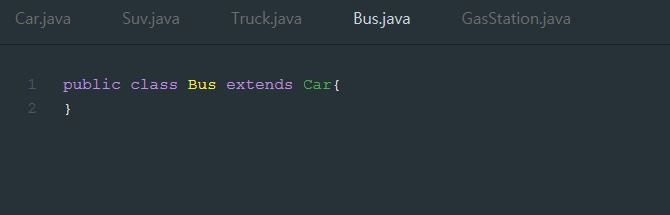 Car.java Suv.java Truck.java Bus.java GasStation.java
1 public class Bus extends Car{
2 }